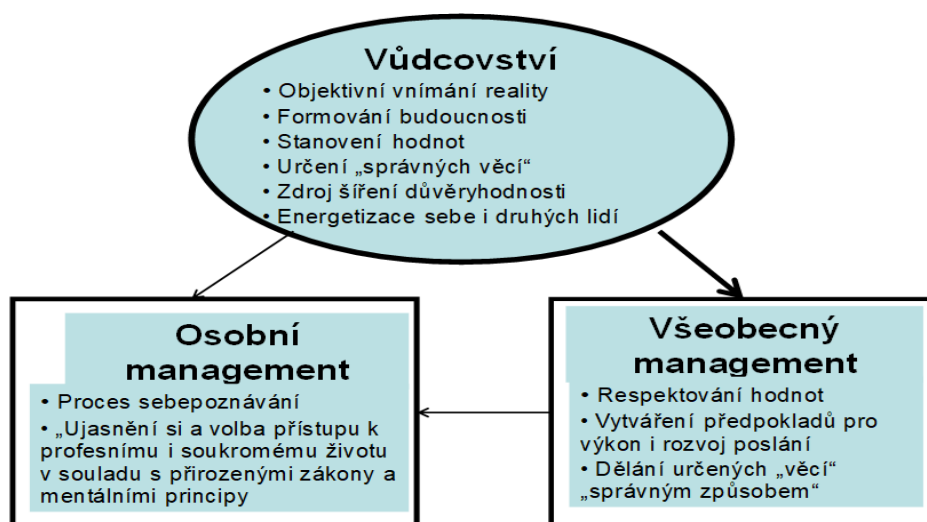 Vůdcovství
• Objektivní vnímání reality
• Formování budoucnosti
• Stanovení hodnot
• Určení „správných věcí“
• Zdroj šíření důvěryhodnosti
• Energetizace sebe i druhých lidí
Osobní
management
• Proces sebepoznávání
• „Ujasnění si a volba přístupu k
profesnímu i soukromému životu
v souladu s přirozenými zákony a
mentálními principy
Všeobecný
management
• Respektování hodnot
• Vytváření předpokladů pro
výkon i rozvoj poslání
• Dělání určených „věcí“
„správným způsobem“